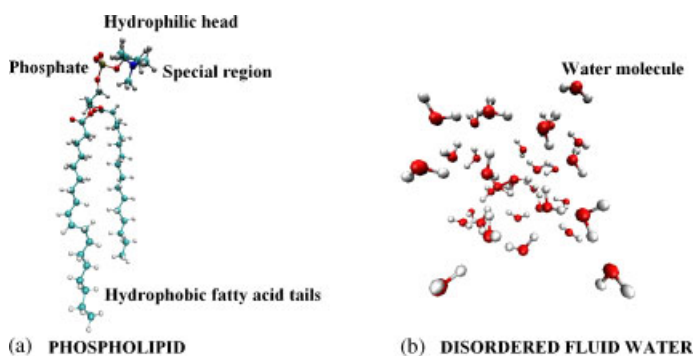 Hydrophilic head
Phosphate
Special region
Hydrophobic fatty acid tails
(a) PHOSPHOLIPID
Water molecule
(b) DISORDERED FLUID WATER